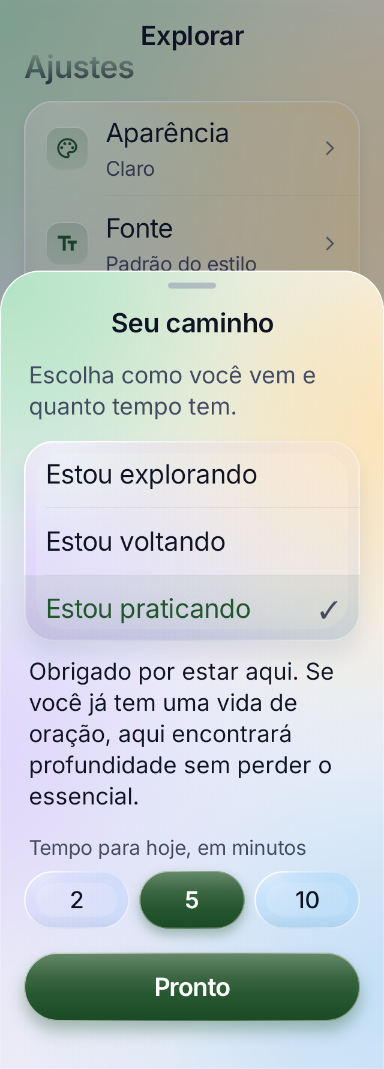 Explorar
Ajustes
Aparência
Claro
Fonte
Padrão do estilo
Seu caminho
Escolha como você vem e
quanto tempo tem.
Estou explorando
Estou voltando
Estou praticando ✓
Obrigado por estar aqui. Se
você já tem uma vida de
oração, aqui encontrará
profundidade sem perder o
essencial.
Tempo para hoje, em minutos
2 5 10
Pronto